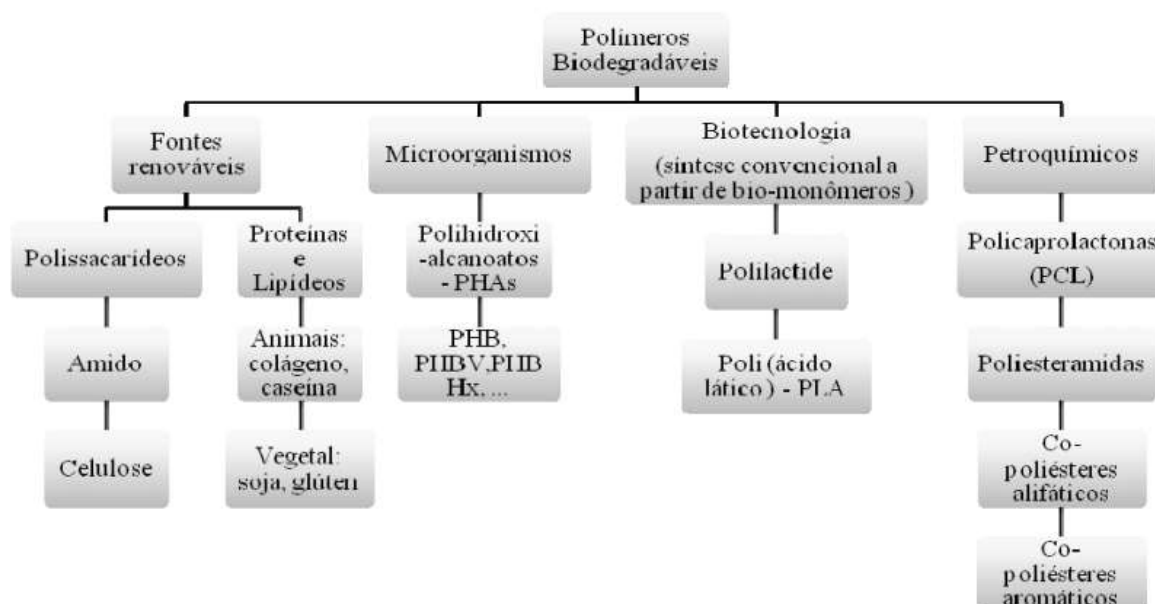 Polímeros
Biodegradáveis
Fontes
renováveis
Microorganismos
Biotecnologia
(síntese convencional a
partir de bio-monômeros )
Petroquímicos
Polissacarídeos
Proteínas
e
Lipídeos
Polihidroxi
-alcanoatos
- PHAs
Polilactide
Policaprolactonas
(PCL)
Amido
Animais:
colágeno,
caseína
PHB,
PHBV,PHB
Hx, ...
Poli (ácido
lático ) - PLA
Poliesteramidas
Celulose
Vegetal:
soja, glúten
Co-
poliésteres
alifáticos
Co-
poliésteres
aromáticos